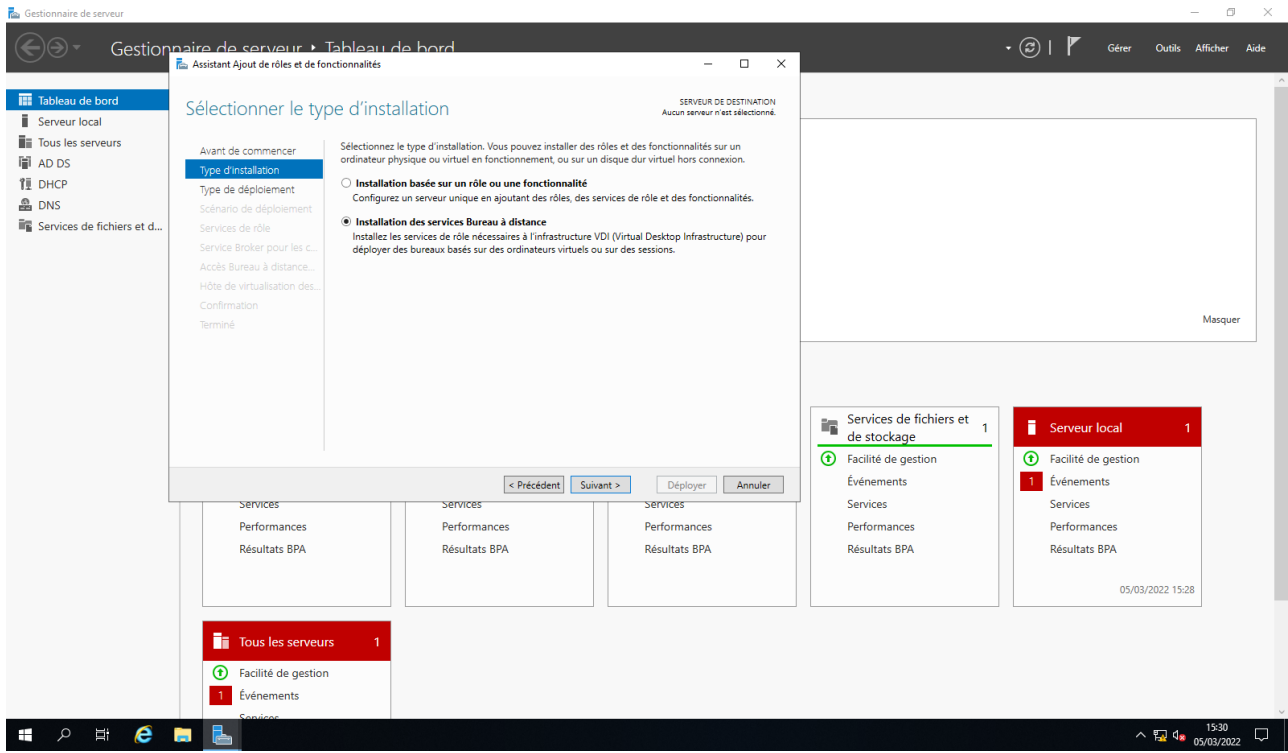 Gestionnaire de serveur
Gestionnaire de serveur • Tableau de bord
Gérer Outils Afficher Aide
Tableau de bord
Serveur local
Tous les serveurs
AD DS
DHCP
DNS
Services de fichiers et d...
Assistant Ajout de rôles et de fonctionnalités
Sélectionner le type d'installation
SERVEUR DE DESTINATION
Aucun serveur n'est sélectionné.
Avant de commencer
Type d'installation
Type de déploiement
Scénario de déploiement
Services de rôle
Service Broker pour les c...
Accès Bureau à distance...
Hôte de virtualisation des...
Confirmation
Terminé
Sélectionnez le type d'installation. Vous pouvez installer des rôles et des fonctionnalités sur un
ordinateur physique ou virtuel en fonctionnement, ou sur un disque dur virtuel hors connexion.
Installation basée sur un rôle ou une fonctionnalité
Configurez un serveur unique en ajoutant des rôles, des services de rôle et des fonctionnalités.
Installation des services Bureau à distance
Installez les services de rôle nécessaires à l'infrastructure VDI (Virtual Desktop Infrastructure) pour
déployer des bureaux basés sur des ordinateurs virtuels ou sur des sessions.
< Précédent Suivant > Déployer Annuler
Masquer
Services
Performances
Résultats BPA
Services
Performances
Résultats BPA
Services
Performances
Résultats BPA
Services de fichiers et
de stockage 1
Facilité de gestion
Événements
Services
Performances
Résultats BPA
Serveur local 1
Facilité de gestion
1 Événements
Services
Performances
Résultats BPA
05/03/2022 15:28
Tous les serveurs 1
Facilité de gestion
1 Événements
Services
15:30
05/03/2022